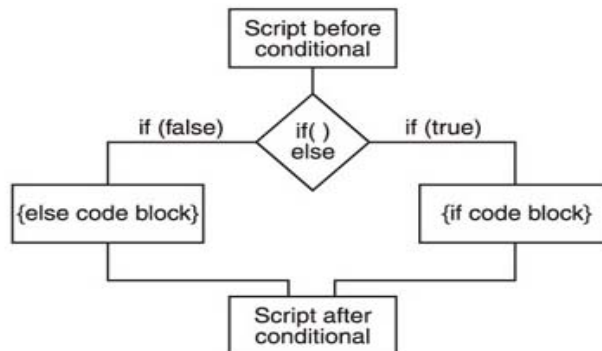 Script before
conditional
if (false)
if( )
else
if (true)
{else code block}
{if code block}
Script after
conditional